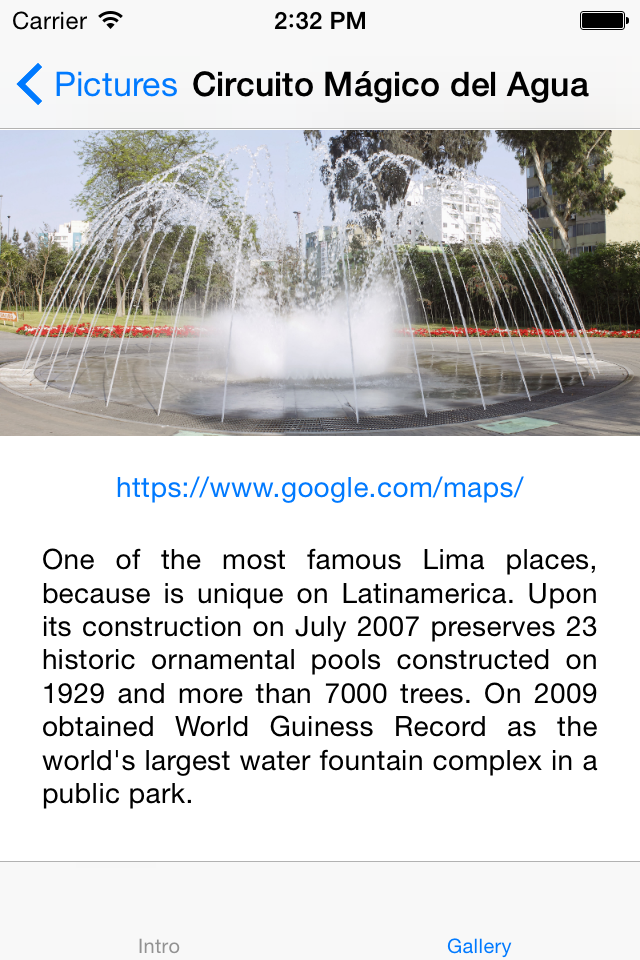 Carrier 2:32 PM
Pictures Circuito Mágico del Agua
https://www.google.com/maps/
One of the most famous Lima places,
because is unique on Latinamerica. Upon
its construction on July 2007 preserves 23
historic ornamental pools constructed on
1929 and more than 7000 trees. On 2009
obtained World Guiness Record as the
world's largest water fountain complex in a
public park.
Intro Gallery